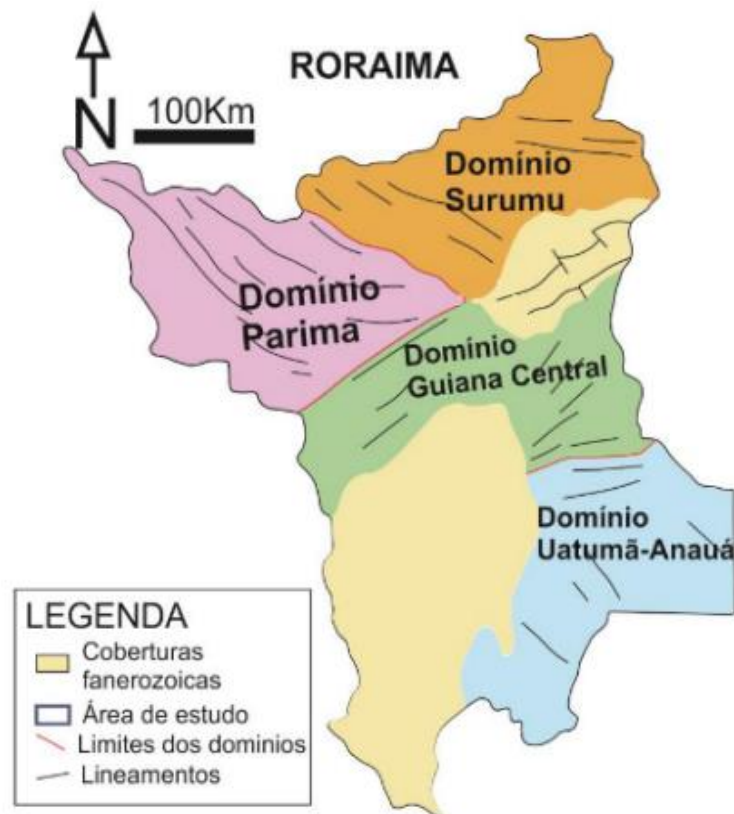 RORAIMA
N
100Km
Domínio
Surumu
Domínio
Parima
Domínio
Guiana Central
Domínio
Uatumã-Anauá
LEGENDA
Coberturas
fanerozoicas
Área de estudo
Limites dos dominios
Lineamentos